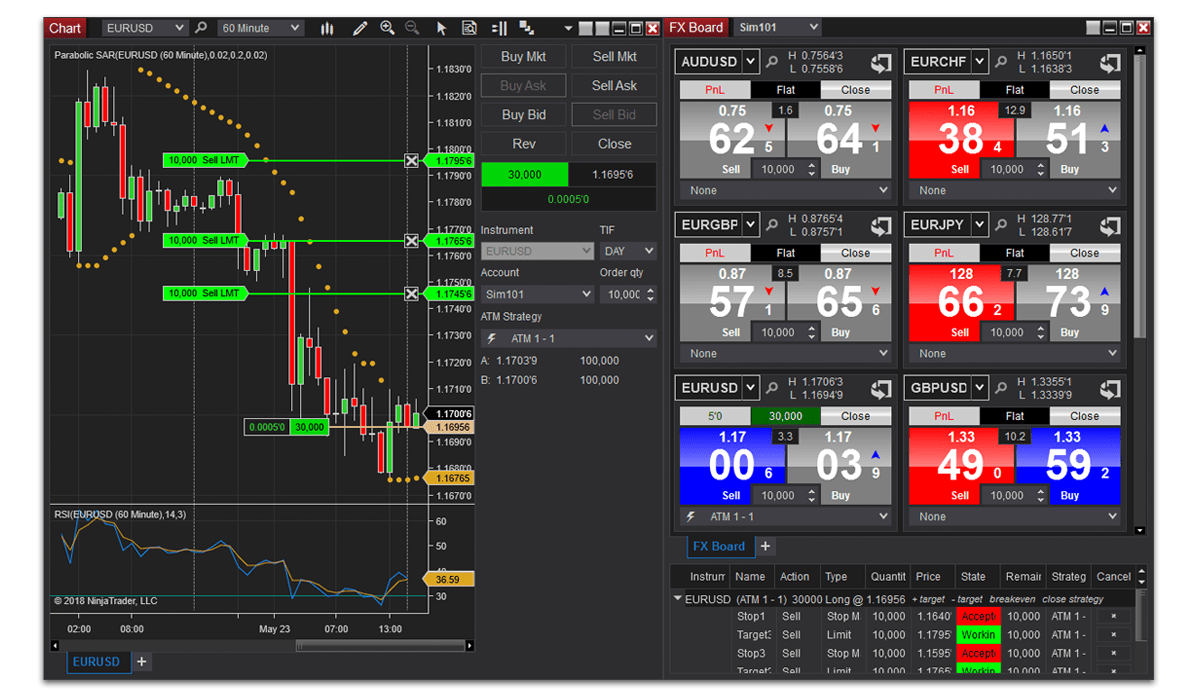 Chart EURUSD 60 Minute
Parabolic SAR(EURUSD (60 Minute),0.02,0.2,0.02)
1.1830'0
1.1820'0
1.1810'0
1.1800'0
10,000 Sell LMT 1.1795'6
1.1790'0
1.1780'0
1.1770'0
10,000 Sell LMT 1.1765'6
1.1760'0
1.1750'0
10,000 Sell LMT 1.1745'6
1.1740'0
1.1730'0
1.1720'0
1.1710'0
1.1700'6
0.0005'0 30,000 1.16956
1.1690'0
1.1680'0
1.16765
1.1670'0
RSI(EURUSD (60 Minute),14,3)
60
50
40
36.59
30
© 2018 NinjaTrader, LLC
02:00 08:00 May 23 07:00 13:00
EURUSD +
Buy Mkt Sell Mkt
Buy Ask Sell Ask
Buy Bid Sell Bid
Rev Close
30,000 1.1695'6
0.0005'0
Instrument TIF
EURUSD DAY
Account Order qty
Sim101 10,000
ATM Strategy
ATM 1 - 1
A: 1.1703'9 100,000
B: 1.1700'6 100,000
FX Board Sim101
AUDUSD H 0.7564'3
L 0.7558'6
PnL Flat Close
0.75 1.6 0.75
62 5 64 1
Sell 10,000 Buy
None
EURCHF H 1.1650'1
L 1.1638'3
PnL Flat Close
1.16 12.9 1.16
38 4 51 3
Sell 10,000 Buy
None
EURGBP H 0.8765'4
L 0.8757'1
PnL Flat Close
0.87 8.5 0.87
57 1 65 6
Sell 10,000 Buy
None
EURJPY H 128.77'1
L 128.61'7
PnL Flat Close
128 7.7 128
66 2 73 9
Sell 10,000 Buy
None
EURUSD H 1.1706'3
L 1.1694'9
5'0 30,000 Close
1.17 3.3 1.17
00 6 03 9
Sell 10,000 Buy
ATM 1 - 1
GBPUSD H 1.3355'1
L 1.3339'9
PnL Flat Close
1.33 10.2 1.33
49 0 59 2
Sell 10,000 Buy
None
FX Board +
Instrum Name Action Type Quantit Price State Remain Strateg Cancel
EURUSD (ATM 1 - 1) 30000 Long @ 1.16956 + target - target breakeven close strategy
Stop1 Sell Stop M 10,000 1.1640' Accept 10,000 ATM 1 - x
Target3 Sell Limit 10,000 1.1795' Workin 10,000 ATM 1 - x
Stop3 Sell Stop M 10,000 1.1595' Accept 10,000 ATM 1 - x
Sell Limit 10,000 1.1765' Workin 10,000 ATM 1 - x